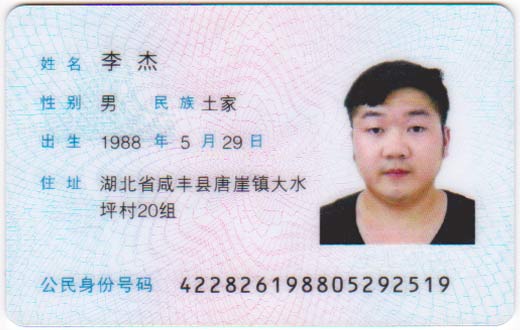 姓名 李杰
性别 男 民族 土家
出生 1988 年 5 月 29 日
住址 湖北省咸丰县唐崖镇大水
坪村20组
公民身份号码 422826198805292519